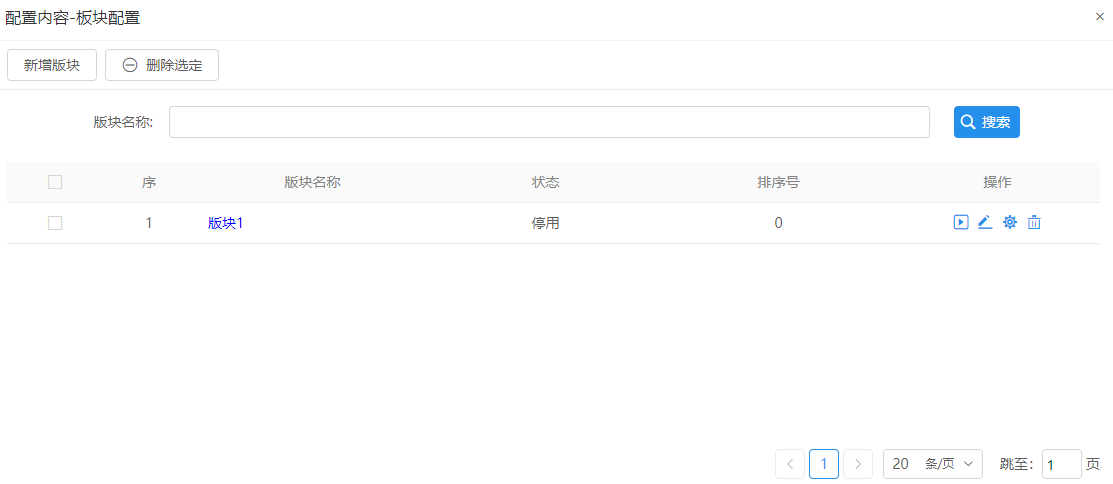 配置内容-板块配置 ×
新增版块 删除选定
版块名称: 搜索
序 版块名称 状态 排序号 操作
1 版块1 停用 0
1 20 条/页 跳至: 1 页